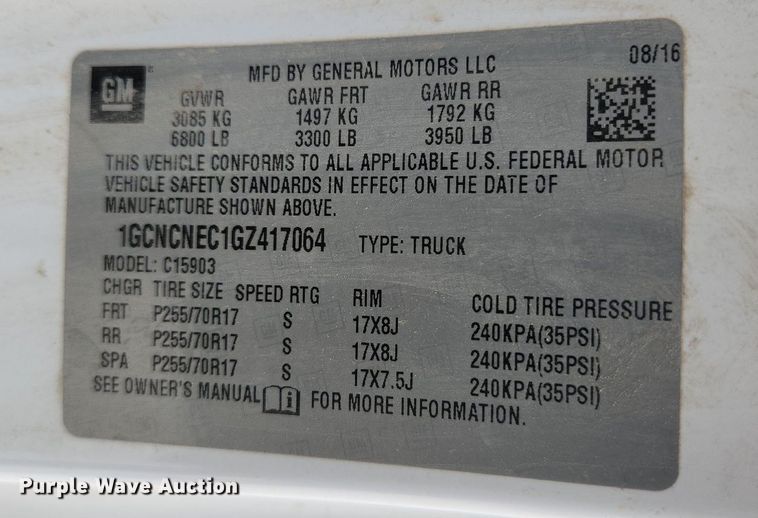 GM
MFD BY GENERAL MOTORS LLC 08/16
GVWR GAWR FRT GAWR RR
3085 KG 1497 KG 1792 KG
6800 LB 3300 LB 3950 LB
THIS VEHICLE CONFORMS TO ALL APPLICABLE U.S. FEDERAL MOTOR
VEHICLE SAFETY STANDARDS IN EFFECT ON THE DATE OF
MANUFACTURE SHOWN ABOVE.
1GCNCNEC1GZ417064 TYPE: TRUCK
MODEL: C15903
CHGR TIRE SIZE SPEED RTG RIM COLD TIRE PRESSURE
FRT P255/70R17 S 17X8J 240KPA(35PSI)
RR P255/70R17 S 17X8J 240KPA(35PSI)
SPA P255/70R17 S 17X7.5J 240KPA(35PSI)
SEE OWNER'S MANUAL i FOR MORE INFORMATION.
Purple Wave Auction